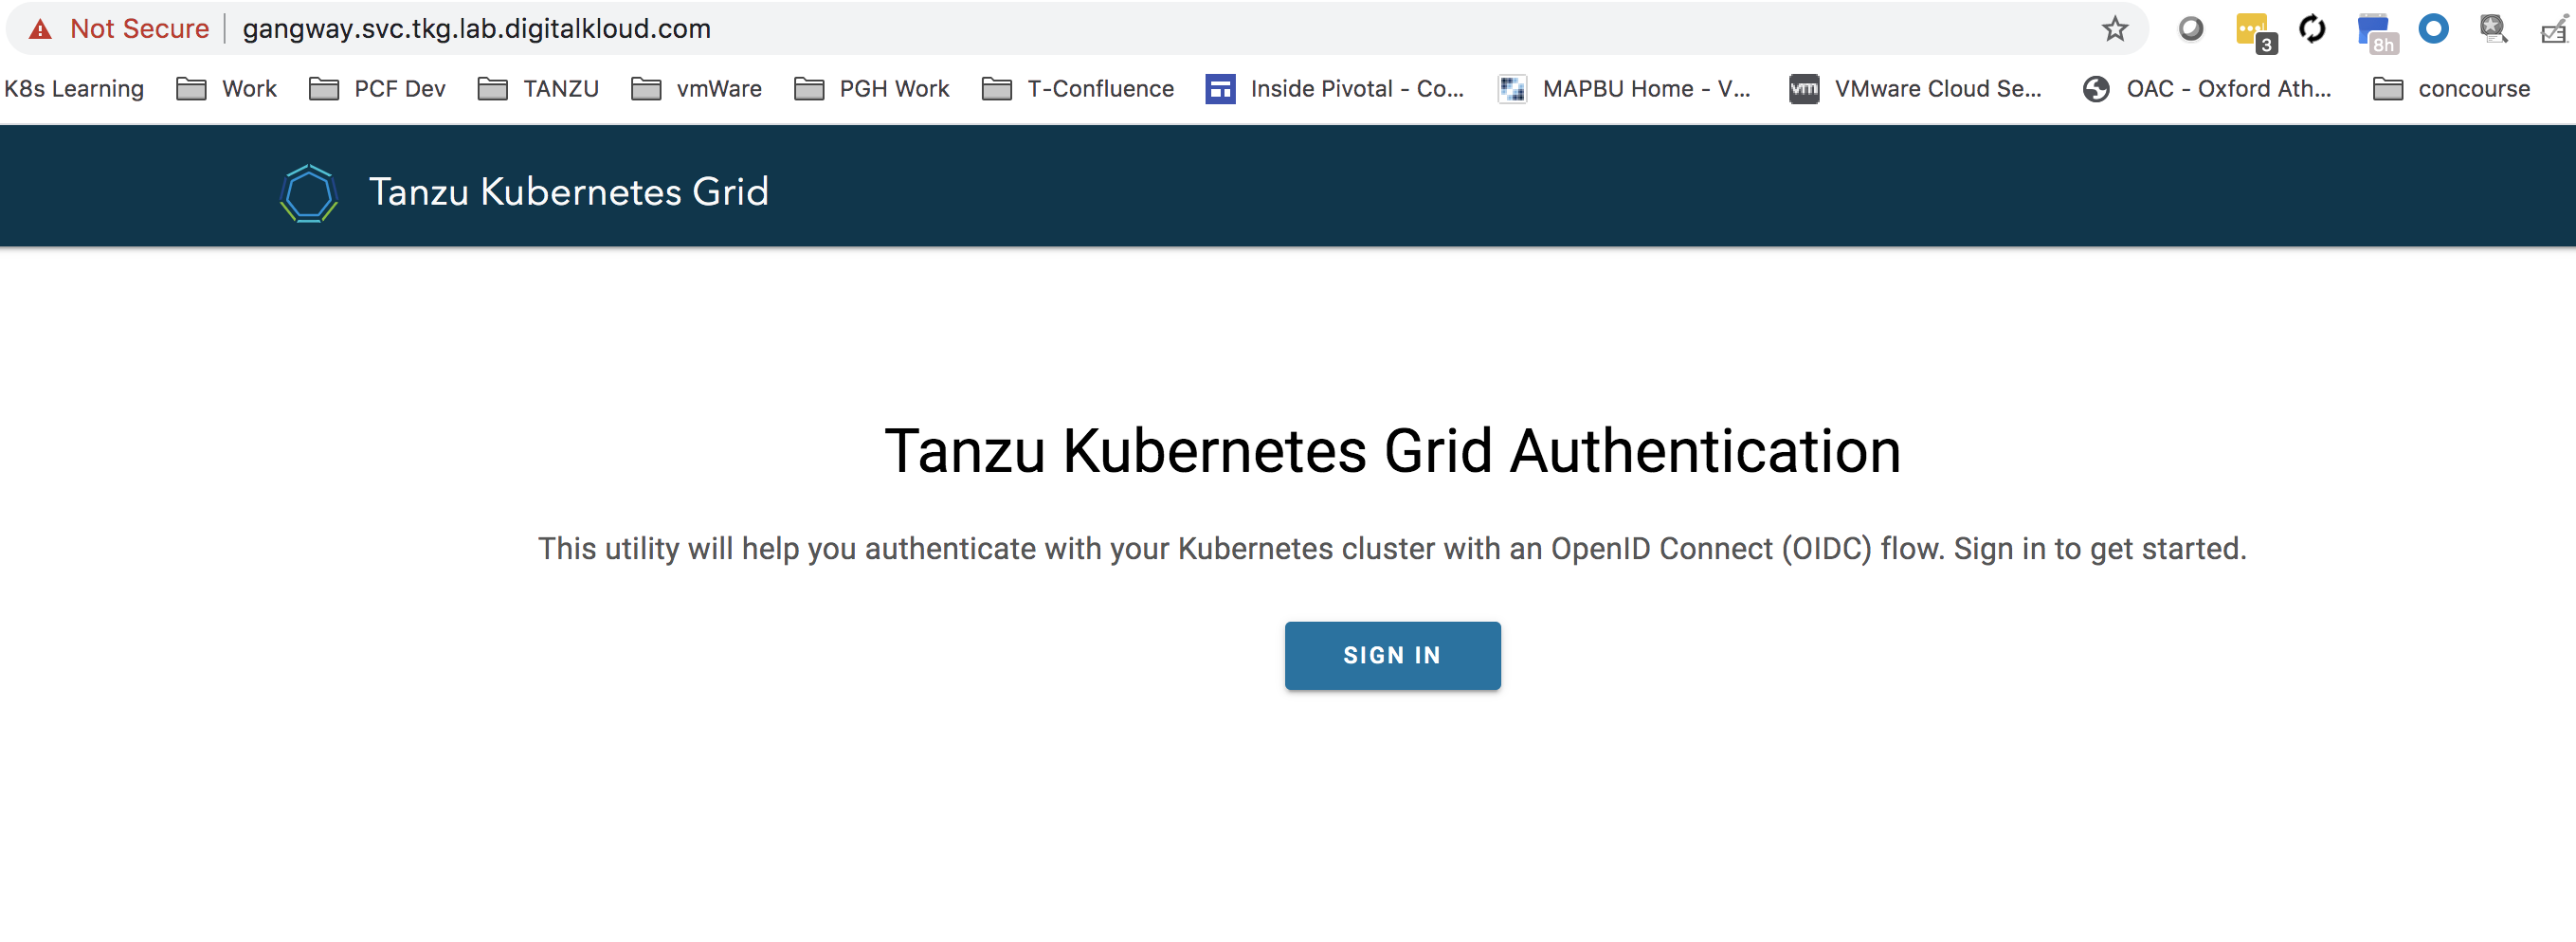 Not Secure gangway.svc.tkg.lab.digitalkloud.com
3
8h
K8s Learning Work PCF Dev TANZU vmWare PGH Work T-Confluence Inside Pivotal - Co... MAPBU Home - V... vm VMware Cloud Se... OAC - Oxford Ath... concourse
Tanzu Kubernetes Grid
Tanzu Kubernetes Grid Authentication
This utility will help you authenticate with your Kubernetes cluster with an OpenID Connect (OIDC) flow. Sign in to get started.
SIGN IN